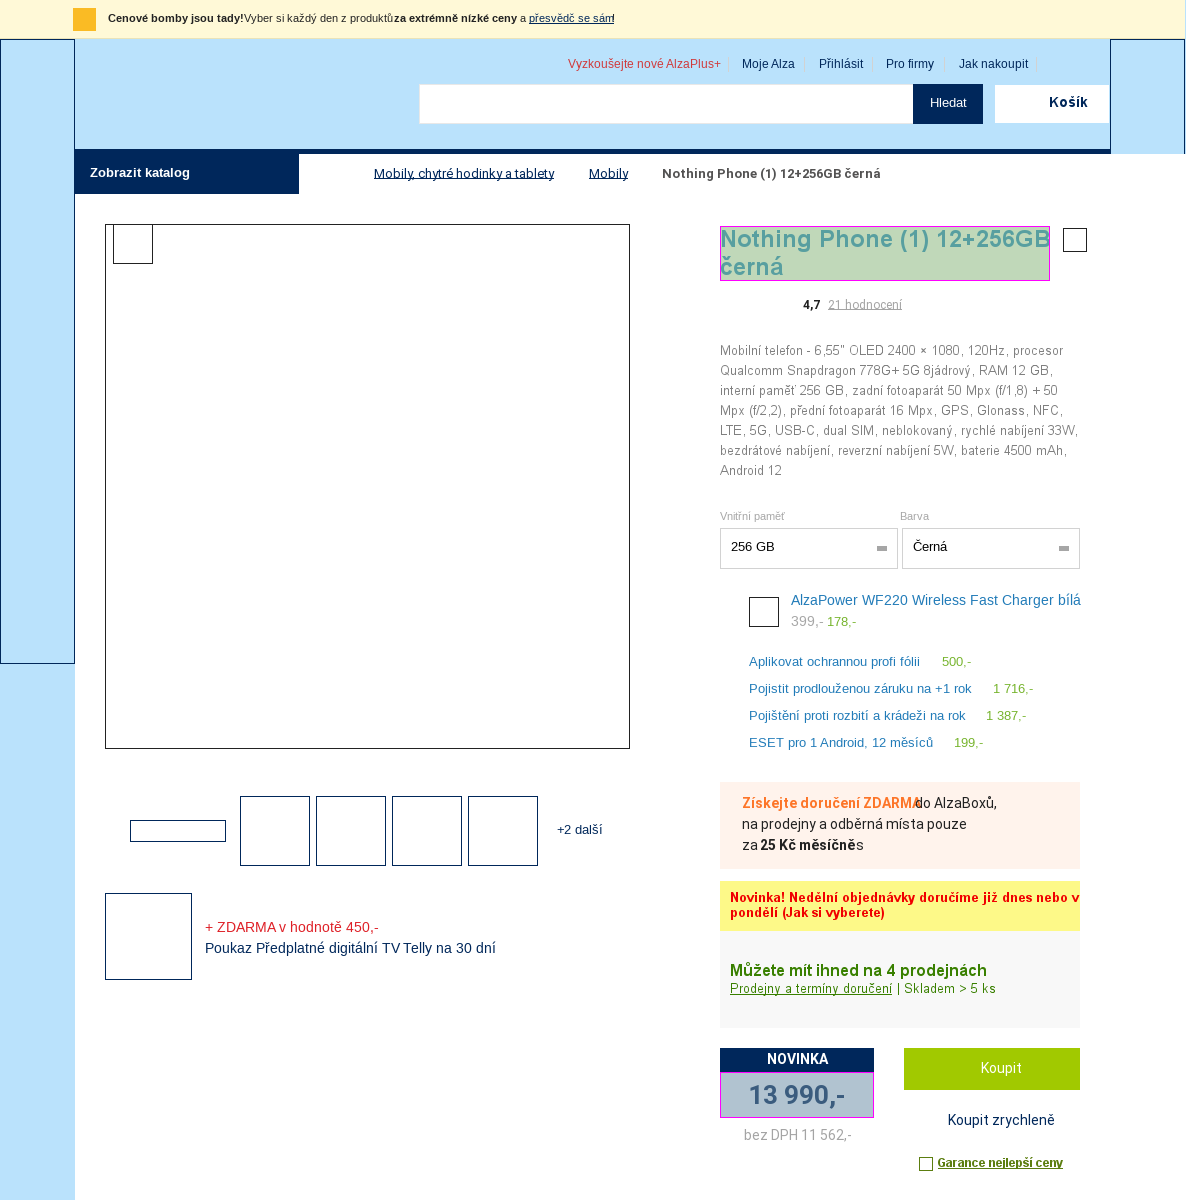 Cenové bomby jsou tady!Vyber si každý den z produktů za extrémně nízké ceny a přesvědč se sám!
Vyzkoušejte nové AlzaPlus+ Moje Alza Přihlásit Pro firmy Jak nakoupit
Hledat Košík
Zobrazit katalog Mobily, chytré hodinky a tablety Mobily Nothing Phone (1) 12+256GB černá
Nothing Phone (1) 12+256GB
černá
4,7 21 hodnocení
Mobilní telefon - 6,55" OLED 2400 × 1080, 120Hz, procesor
Qualcomm Snapdragon 778G+ 5G 8jádrový, RAM 12 GB,
interní paměť 256 GB, zadní fotoaparát 50 Mpx (f/1,8) + 50
Mpx (f/2,2), přední fotoaparát 16 Mpx, GPS, Glonass, NFC,
LTE, 5G, USB-C, dual SIM, neblokovaný, rychlé nabíjení 33W,
bezdrátové nabíjení, reverzní nabíjení 5W, baterie 4500 mAh,
Android 12
Vnitřní paměť Barva
256 GB Černá
AlzaPower WF220 Wireless Fast Charger bílá
399,- 178,-
Aplikovat ochrannou profi fólii 500,-
Pojistit prodlouženou záruku na +1 rok 1 716,-
Pojištění proti rozbití a krádeži na rok 1 387,-
ESET pro 1 Android, 12 měsíců 199,-
+2 další
+ ZDARMA v hodnotě 450,-
Poukaz Předplatné digitální TV Telly na 30 dní
Získejte doručení ZDARMA do AlzaBoxů,
na prodejny a odběrná místa pouze
za 25 Kč měsíčně s
Novinka! Nedělní objednávky doručíme již dnes nebo v
pondělí (Jak si vyberete)
Můžete mít ihned na 4 prodejnách
Prodejny a termíny doručení | Skladem > 5 ks
NOVINKA
13 990,-
bez DPH 11 562,-
Koupit
Koupit zrychleně
Garance nejlepší ceny